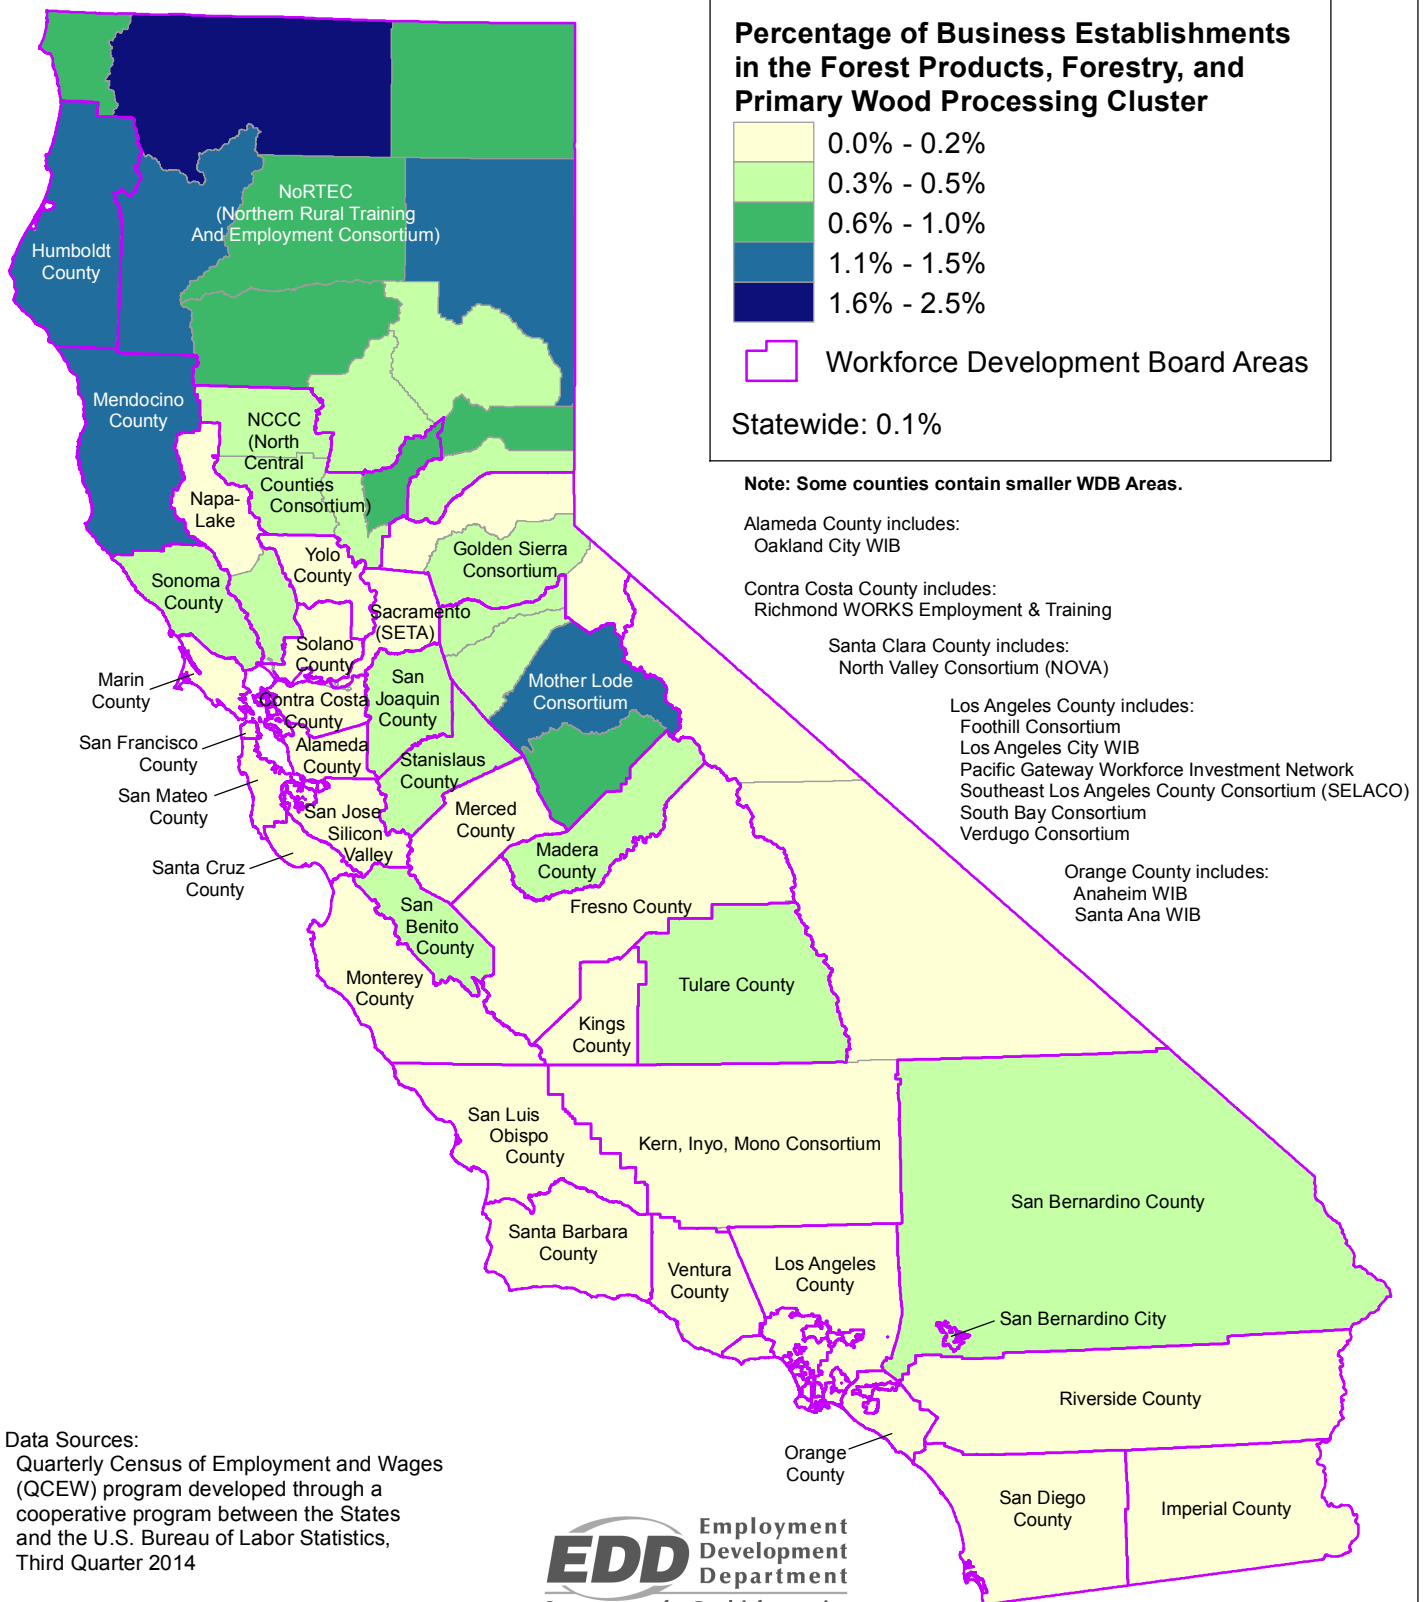 Percentage of Business Establishments
in the Forest Products, Forestry, and
Primary Wood Processing Cluster
0.0% - 0.2%
0.3% - 0.5%
0.6% - 1.0%
1.1% - 1.5%
1.6% - 2.5%
Workforce Development Board Areas
Statewide: 0.1%
Note: Some counties contain smaller WDB Areas.
Alameda County includes:
Oakland City WIB
Contra Costa County includes:
Richmond WORKS Employment & Training
Santa Clara County includes:
North Valley Consortium (NOVA)
Los Angeles County includes:
Foothill Consortium
Los Angeles City WIB
Pacific Gateway Workforce Investment Network
Southeast Los Angeles County Consortium (SELACO)
South Bay Consortium
Verdugo Consortium
Orange County includes:
Anaheim WIB
Santa Ana WIB
NoRTEC
(Northern Rural Training
And Employment Consortium)
Humboldt
County
Mendocino
County
NCCC
(North
Central
Counties
Consortium)
Napa-
Lake
Yolo
County
Golden Sierra
Consortium
Sonoma
County
Sacramento
(SETA)
Solano
County
Marin
County
Contra Costa
County
San
Joaquin
County
Mother Lode
Consortium
San Francisco
County
Alameda
County
Stanislaus
County
San Mateo
County
San Jose
Silicon
Valley
Merced
County
Santa Cruz
County
Madera
County
San
Benito
County
Fresno County
Monterey
County
Tulare County
Kings
County
San Luis
Obispo
County
Kern, Inyo, Mono Consortium
San Bernardino County
Santa Barbara
County
Ventura
County
Los Angeles
County
San Bernardino City
Riverside County
Orange
County
San Diego
County
Imperial County
Data Sources:
Quarterly Census of Employment and Wages
(QCEW) program developed through a
cooperative program between the States
and the U.S. Bureau of Labor Statistics,
Third Quarter 2014
EDD
Employment
Development
Department